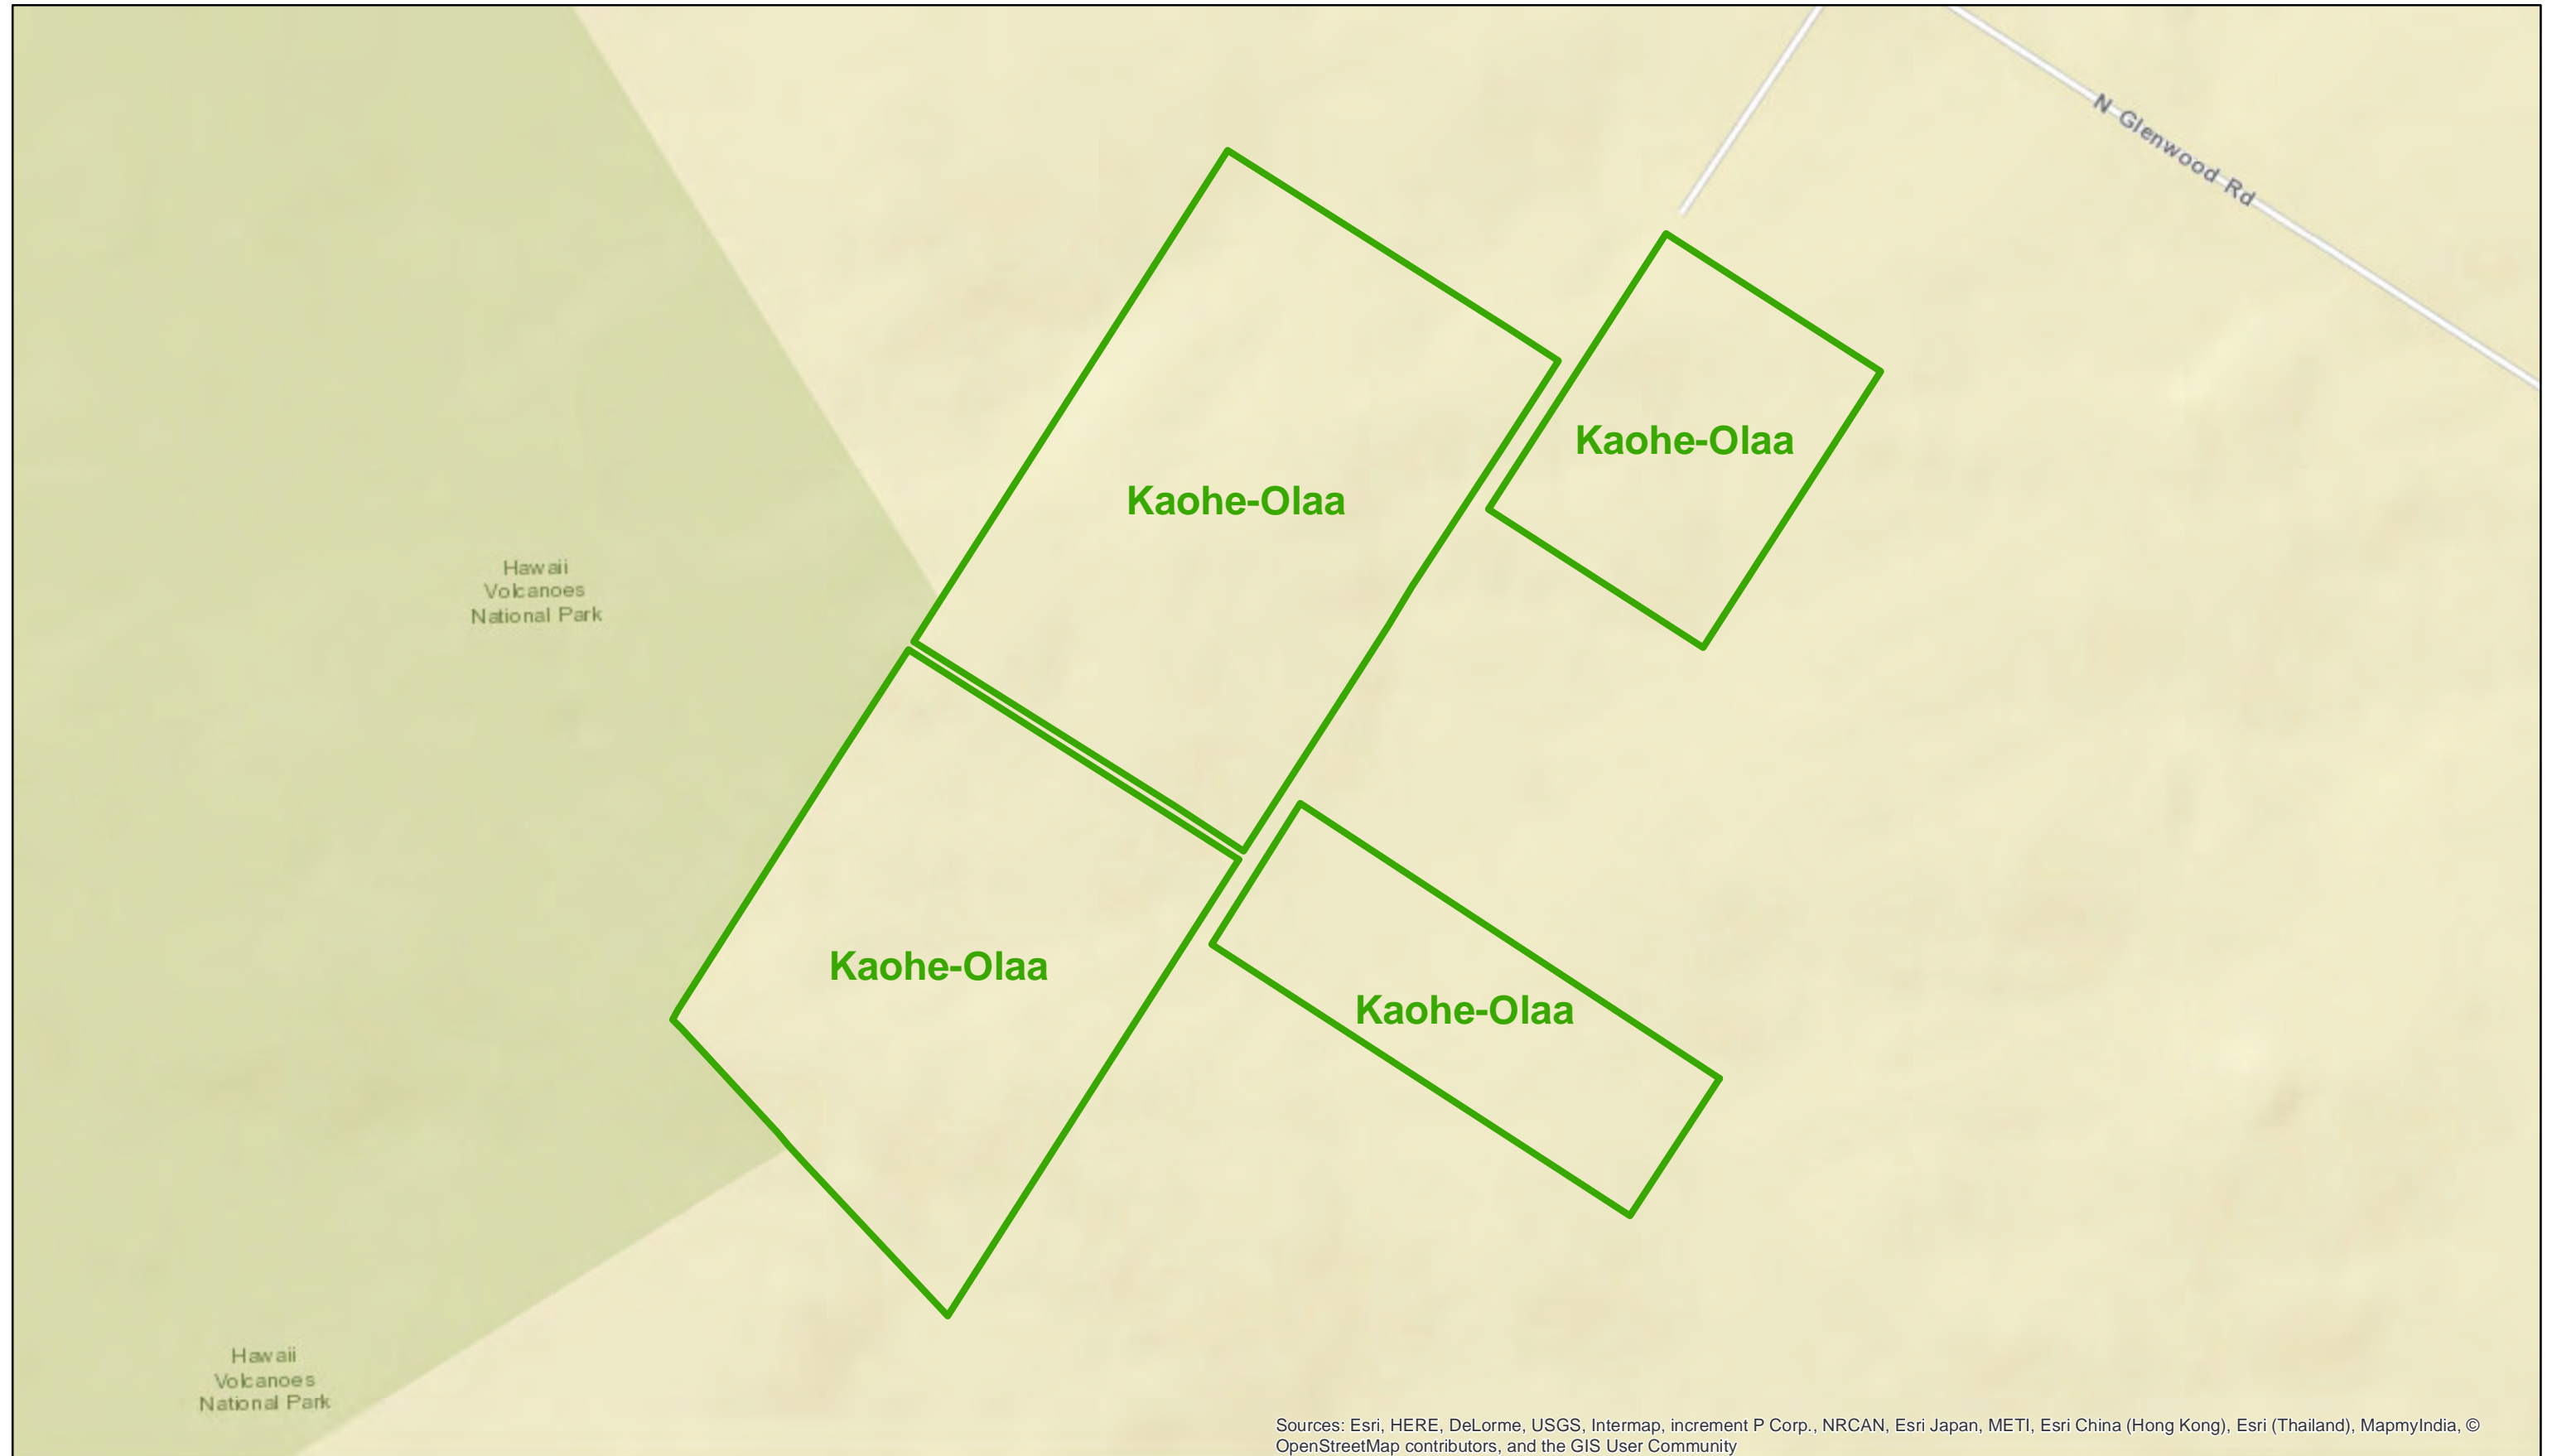 N Glenwood Rd
Kaohe-Olaa
Kaohe-Olaa
Hawaii
Volcanoes
National Park
Kaohe-Olaa
Kaohe-Olaa
Hawaii
Volcanoes
National Park
Sources: Esri, HERE, DeLorme, USGS, Intermap, increment P Corp., NRCAN, Esri Japan, METI, Esri China (Hong Kong), Esri (Thailand), MapmyIndia, ©
OpenStreetMap contributors, and the GIS User Community